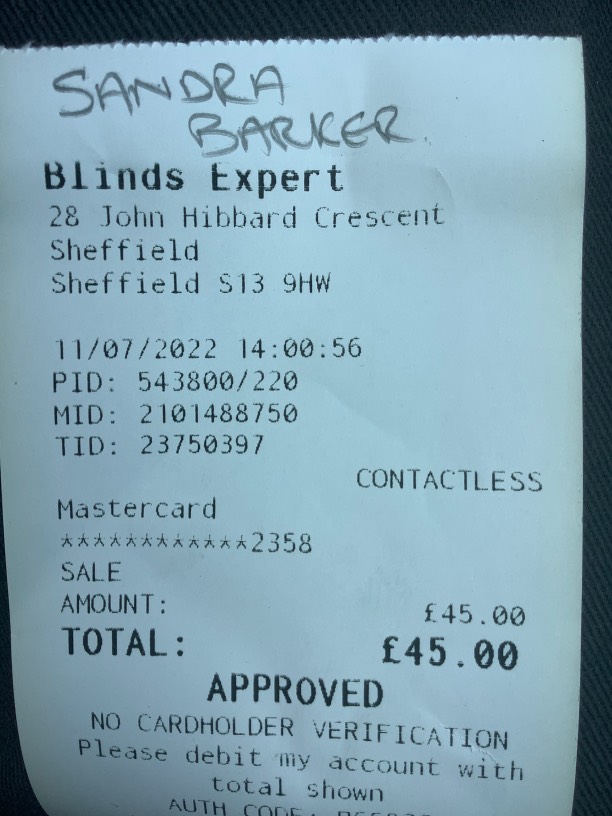 SANDRA
BARKER.
Blinds Expert
28 John Hibbard Crescent
Sheffield
Sheffield S13 9HW
11/07/2022 14:00:56
PID: 543800/220
MID: 2101488750
TID: 23750397
CONTACTLESS
Mastercard
************2358
SALE
AMOUNT: £45.00
TOTAL: £45.00
APPROVED
NO CARDHOLDER VERIFICATION
Please debit my account with
total shown
AUTH CODE: